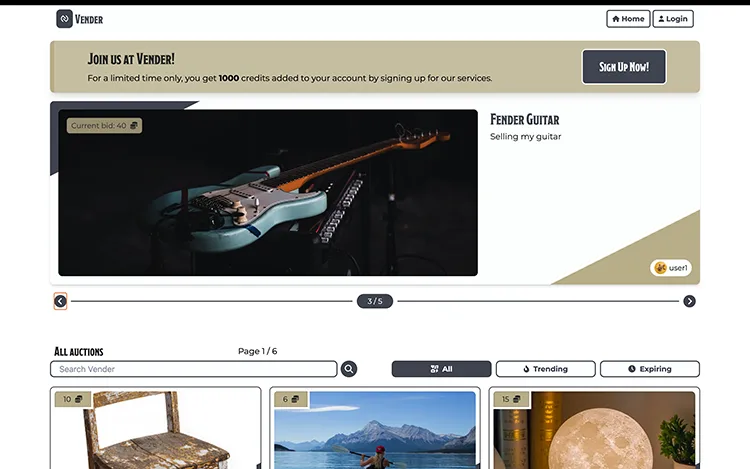 Vender
Home
Login
Join us at Vender!
For a limited time only, you get 1000 credits added to your account by signing up for our services.
Sign Up Now!
Current bid: 40
Fender Guitar
Selling my guitar
user1
3 / 5
All auctions
Page 1 / 6
Search Vender
All
Trending
Expiring
10
6
15